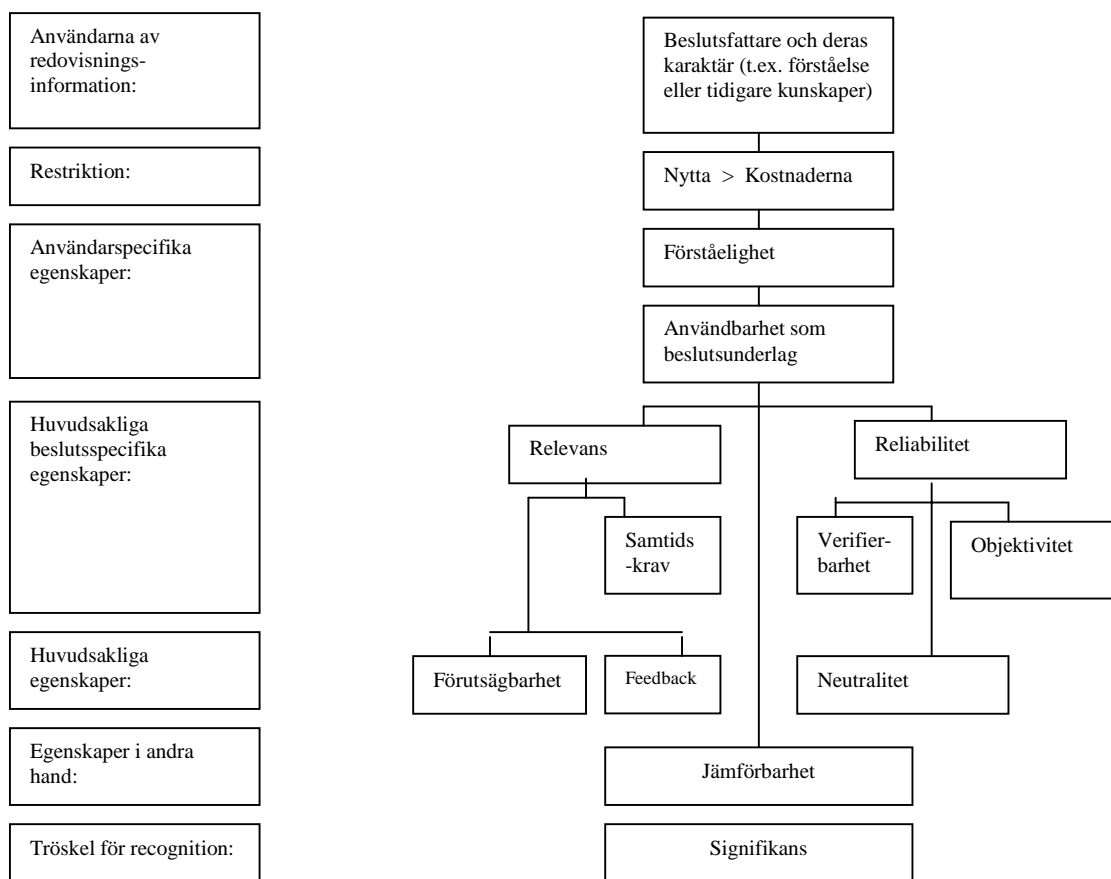 Användarna av
redovisnings-
information:
Beslutsfattare och deras
karaktär (t.ex. förståelse
eller tidigare kunskaper)
Restriktion:
Nytta > Kostnaderna
Användarspecifika
egenskaper:
Förståelighet
Användbarhet som
beslutsunderlag
Huvudsakliga
beslutsspecifika
egenskaper:
Relevans
Reliabilitet
Samtids
-krav
Verifier-
barhet
Objektivitet
Huvudsakliga
egenskaper:
Förutsägbarhet
Feedback
Neutralitet
Egenskaper i andra
hand:
Jämförbarhet
Tröskel för recognition:
Signifikans